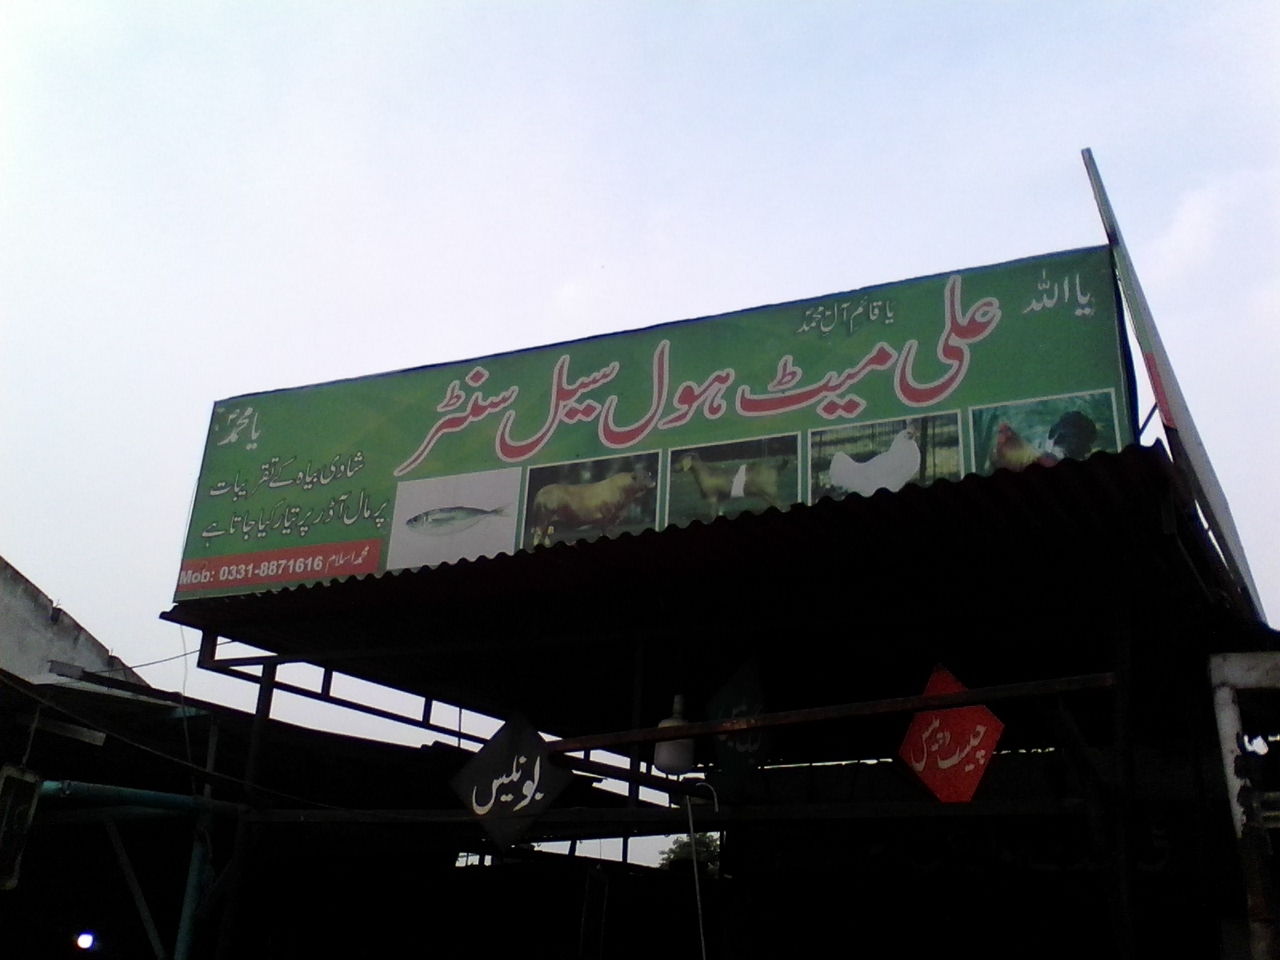 یا اللہ
یا قائمِ آلِ محمدؐ
علی میٹ ہول سیل سنٹر
یا محمدؐ
شادی بیاہ کے تقریبات
پر مال آڈر پر تیار کیا جاتا ہے
Mob: 0331-8871616 محمد اسلام
بونلیس
چیسٹ پیس